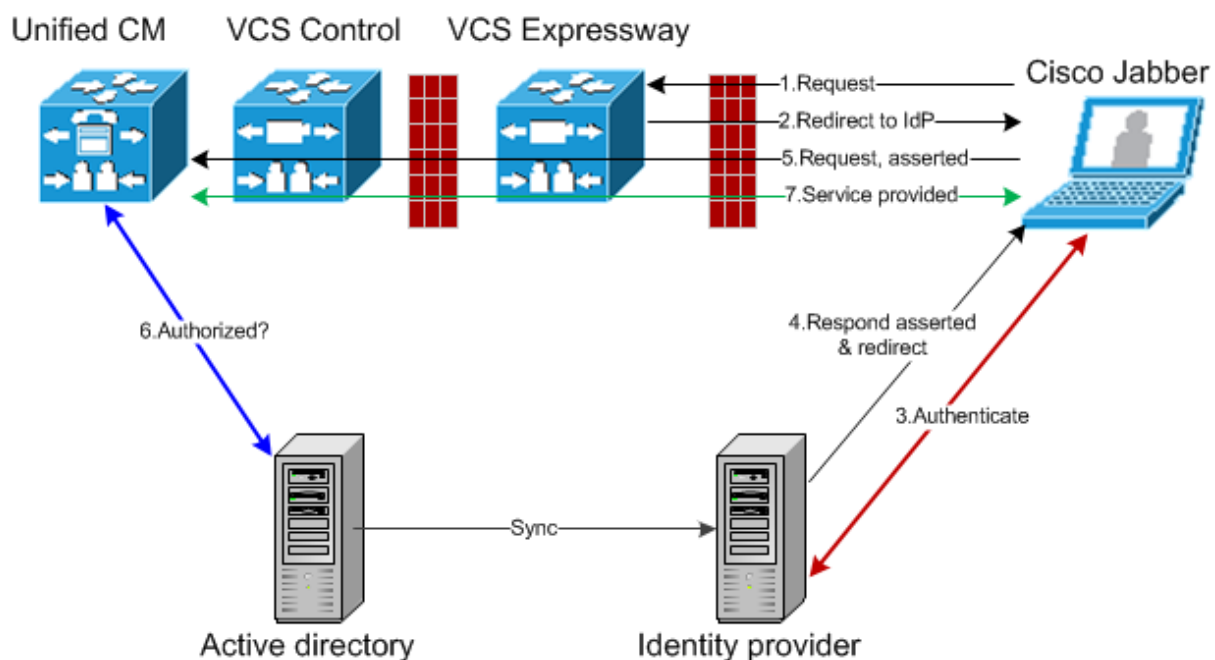 Unified CM
VCS Control
VCS Expressway
Cisco Jabber
1.Request
2.Redirect to IdP
5.Request, asserted
7.Service provided
6.Authorized?
4.Respond asserted
& redirect
3.Authenticate
Sync
Active directory
Identity provider